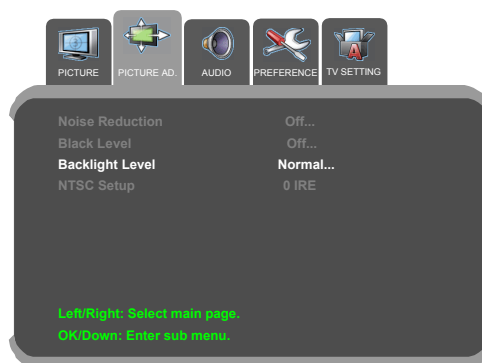 PICTURE PICTURE AD. AUDIO PREFERENCE TV SETTING
A
Noise Reduction Off...
Black Level Off...
Backlight Level Normal...
NTSC Setup 0 IRE
Left/Right: Select main page.
OK/Down: Enter sub menu.